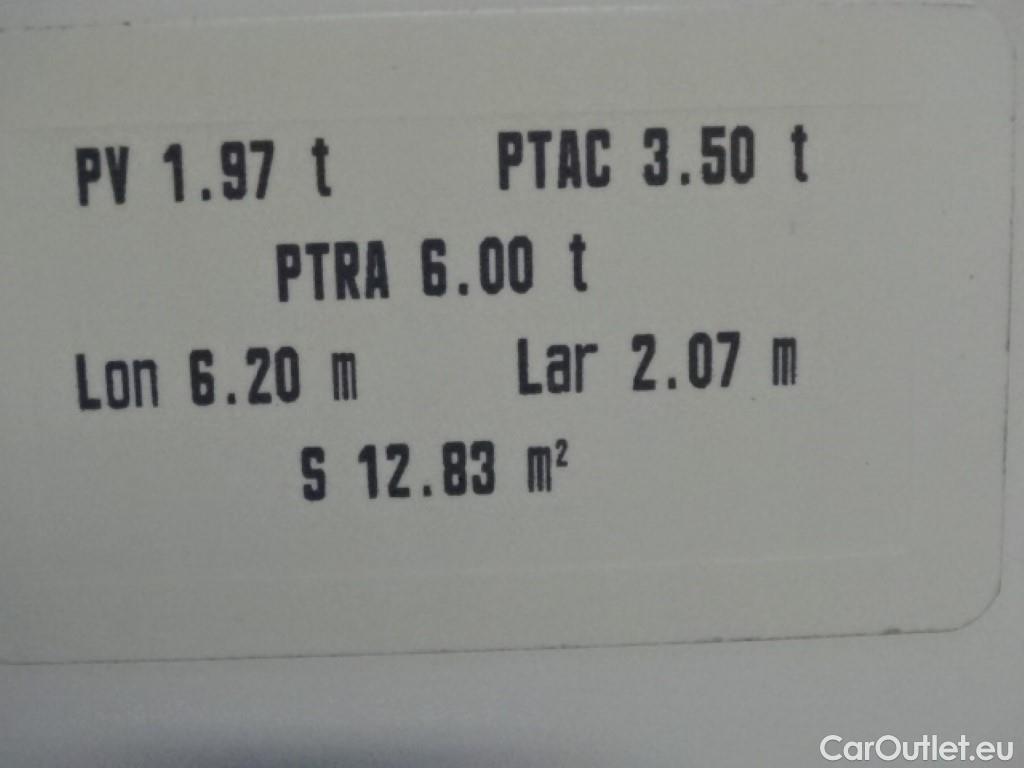 PV 1.97 t PTAC 3.50 t
PTRA 6.00 t
Lon 6.20 m Lar 2.07 m
S 12.83 m²
CarOutlet.eu